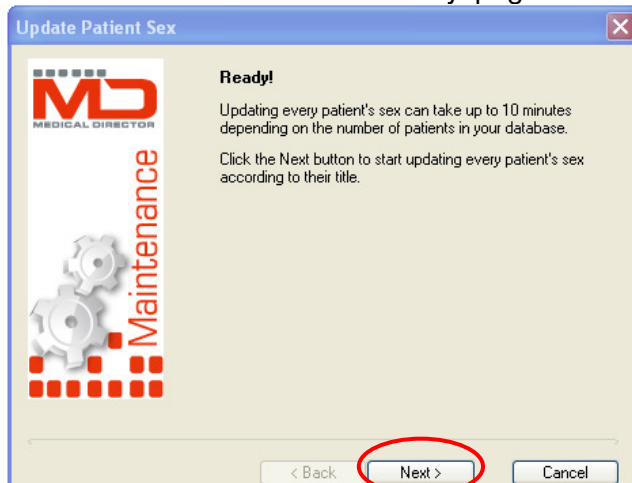 Update Patient Sex
MD
MEDICAL DIRECTOR
Maintenance
Ready!
Updating every patient's sex can take up to 10 minutes
depending on the number of patients in your database.
Click the Next button to start updating every patient's sex
according to their title.
< Back
Next >
Cancel